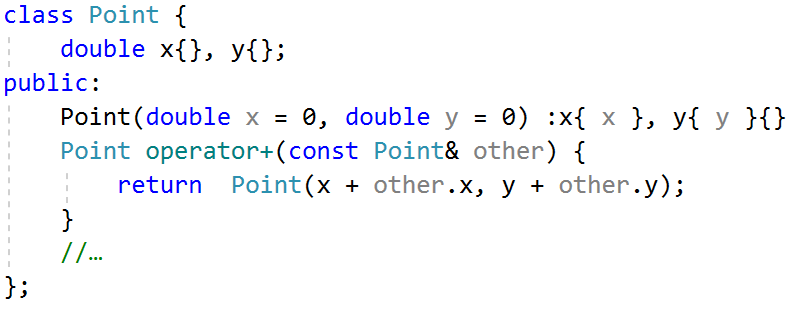 class Point {
    double x{}, y{};
public:
    Point(double x = 0, double y = 0) :x{ x }, y{ y }{}
    Point operator+(const Point& other) {
        return  Point(x + other.x, y + other.y);
    }
    //…
};